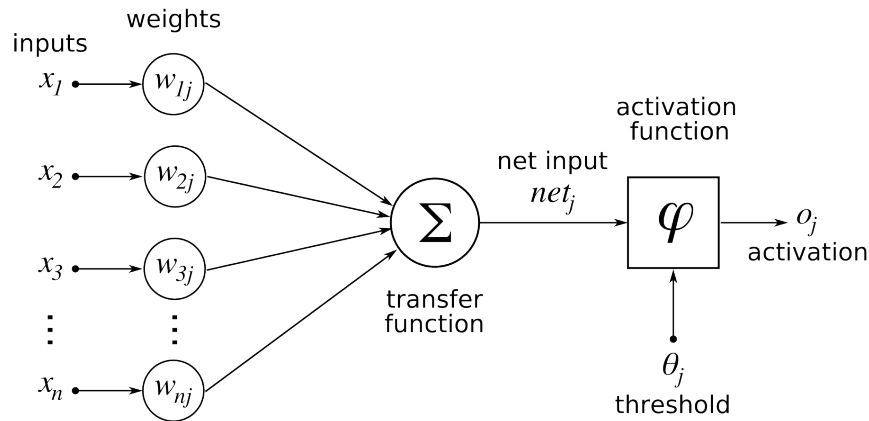 weights
inputs
x₁
w₁ⱼ
x₂
w₂ⱼ
x₃
w₃ⱼ
⋮
⋮
xₙ
wₙⱼ
Σ
transfer
function
net input
netⱼ
activation
function
φ
oⱼ
activation
θⱼ
threshold